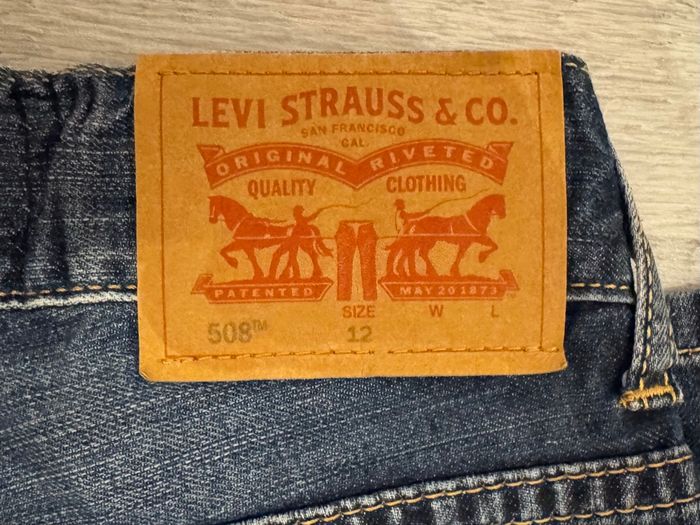 LEVI STRAUSS & CO.
SAN FRANCISCO
CAL
ORIGINAL RIVETED
QUALITY CLOTHING
PATENTED MAY 20 1873
SIZE W L
508™ 12